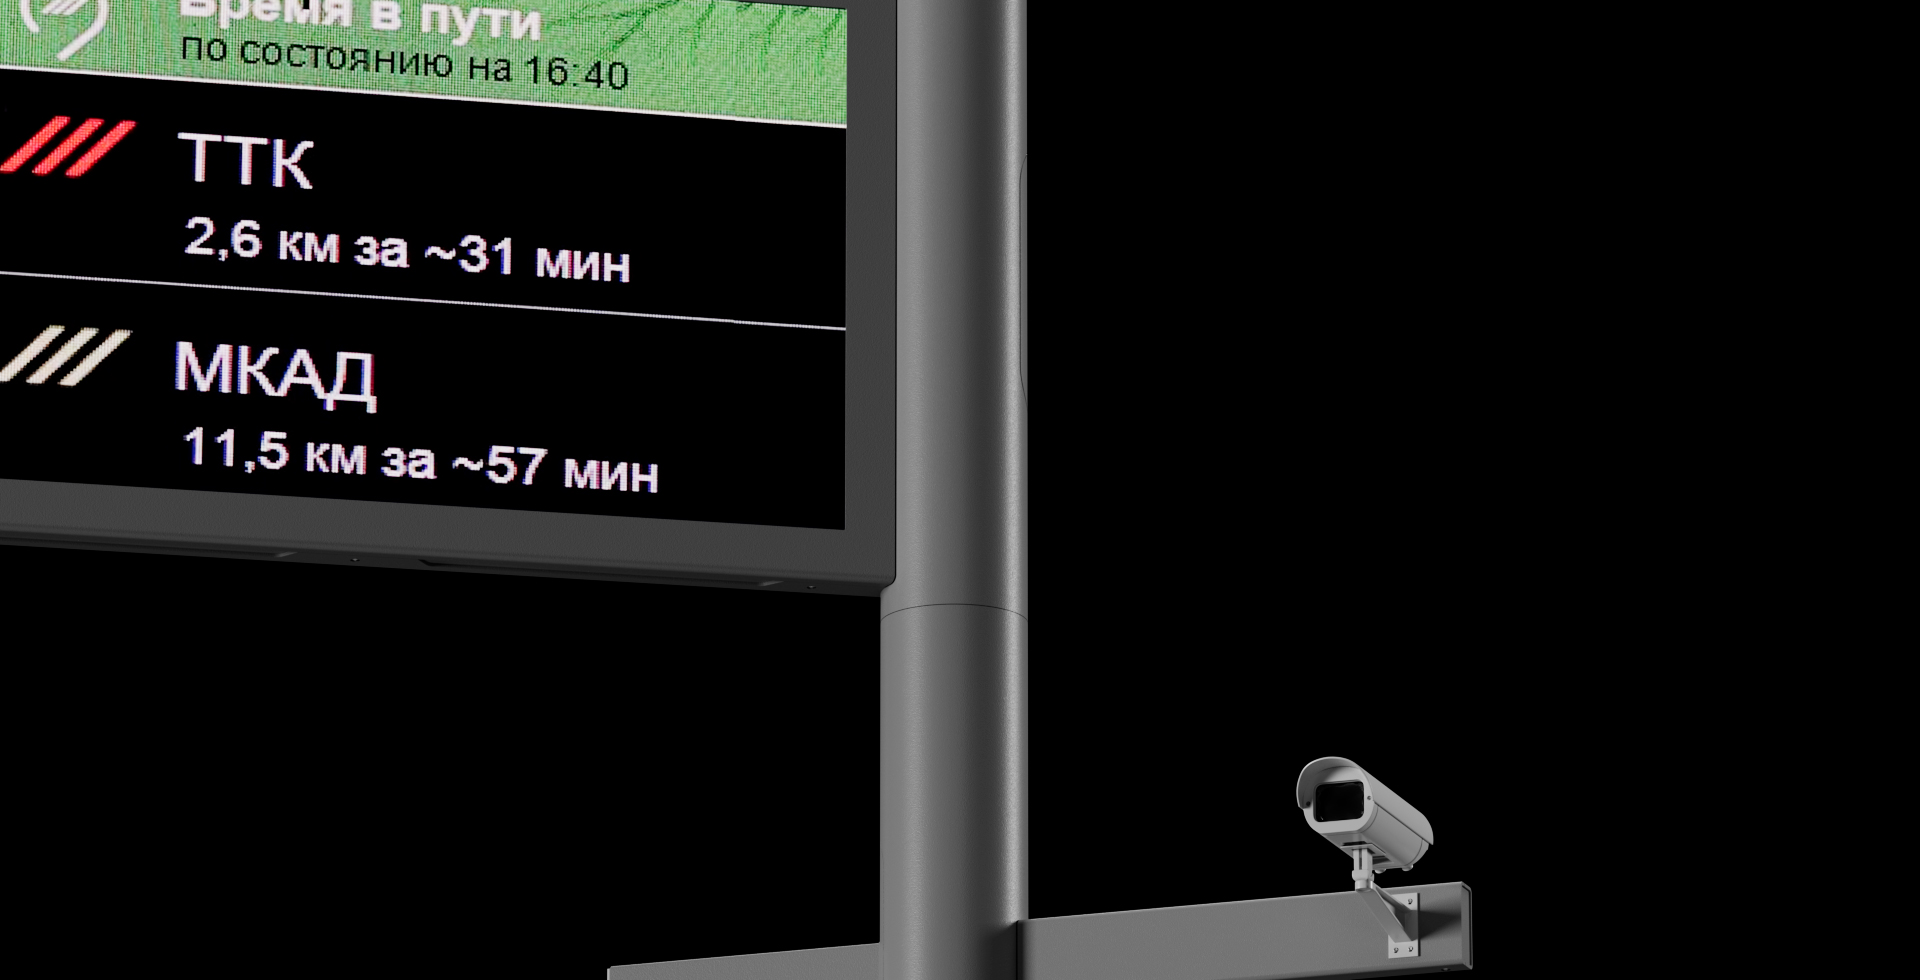 Время в пути
по состоянию на 16:40
ТТК
2,6 км за ~31 мин
МКАД
11,5 км за ~57 мин